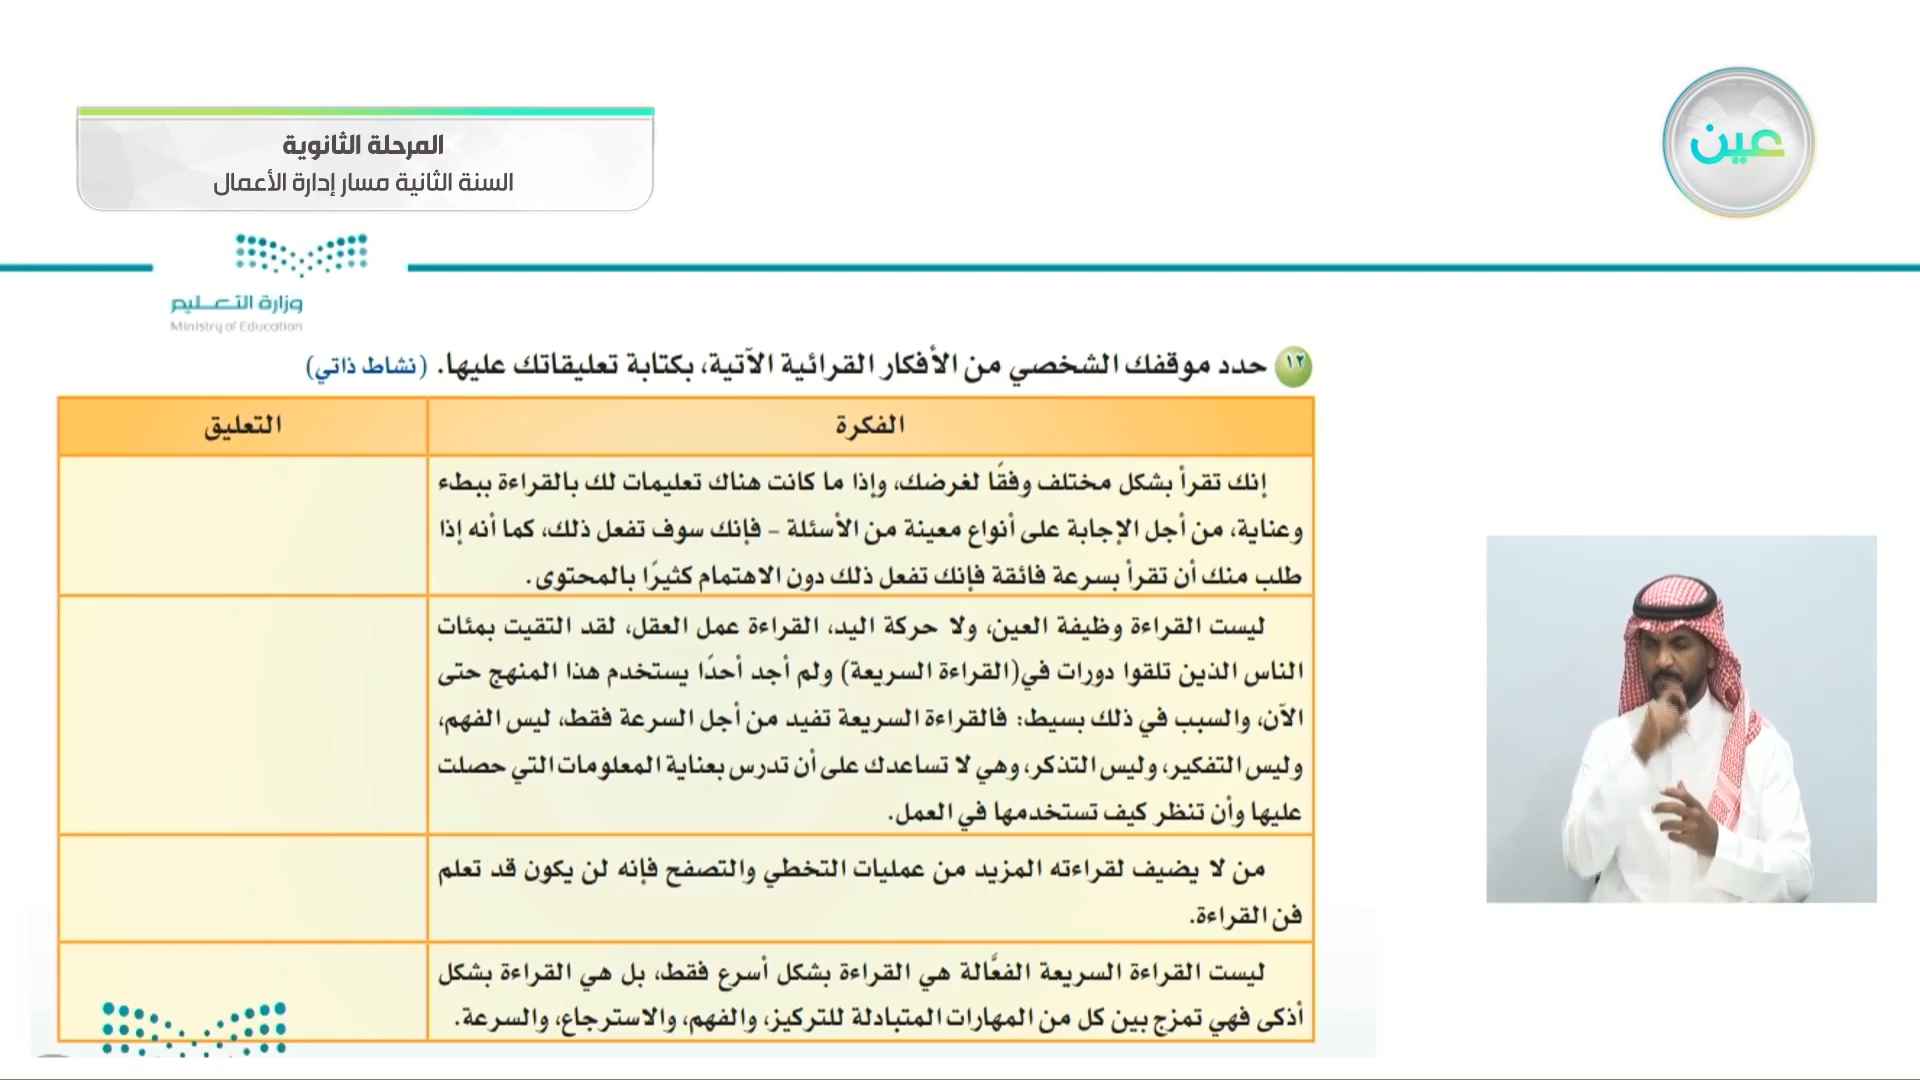 المرحلة الثانوية
السنة الثانية مسار إدارة الأعمال
عين
وزارة التعـــليم
Ministry of Education
١٢ حدد موقفك الشخصي من الأفكار القرائية الآتية، بكتابة تعليقاتك عليها. (نشاط ذاتي)
الفكرة
التعليق
إنك تقرأ بشكل مختلف وفقًا لغرضك، وإذا ما كانت هناك تعليمات لك بالقراءة ببطء
وعناية، من أجل الإجابة على أنواع معينة من الأسئلة – فإنك سوف تفعل ذلك، كما أنه إذا
طلب منك أن تقرأ بسرعة فائقة فإنك تفعل ذلك دون الاهتمام كثيرًا بالمحتوى.
ليست القراءة وظيفة العين، ولا حركة اليد، القراءة عمل العقل، لقد التقيت بمئات
الناس الذين تلقوا دورات في(القراءة السريعة) ولم أجد أحدًا يستخدم هذا المنهج حتى
الآن، والسبب في ذلك بسيط: فالقراءة السريعة تفيد من أجل السرعة فقط، ليس الفهم،
وليس التفكير، وليس التذكر، وهي لا تساعدك على أن تدرس بعناية المعلومات التي حصلت
عليها وأن تنظر كيف تستخدمها في العمل.
من لا يضيف لقراءته المزيد من عمليات التخطي والتصفح فإنه لن يكون قد تعلم
فن القراءة.
ليست القراءة السريعة الفعَّالة هي القراءة بشكل أسرع فقط، بل هي القراءة بشكل
أذكى فهي تمزج بين كل من المهارات المتبادلة للتركيز، والفهم، والاسترجاع، والسرعة.